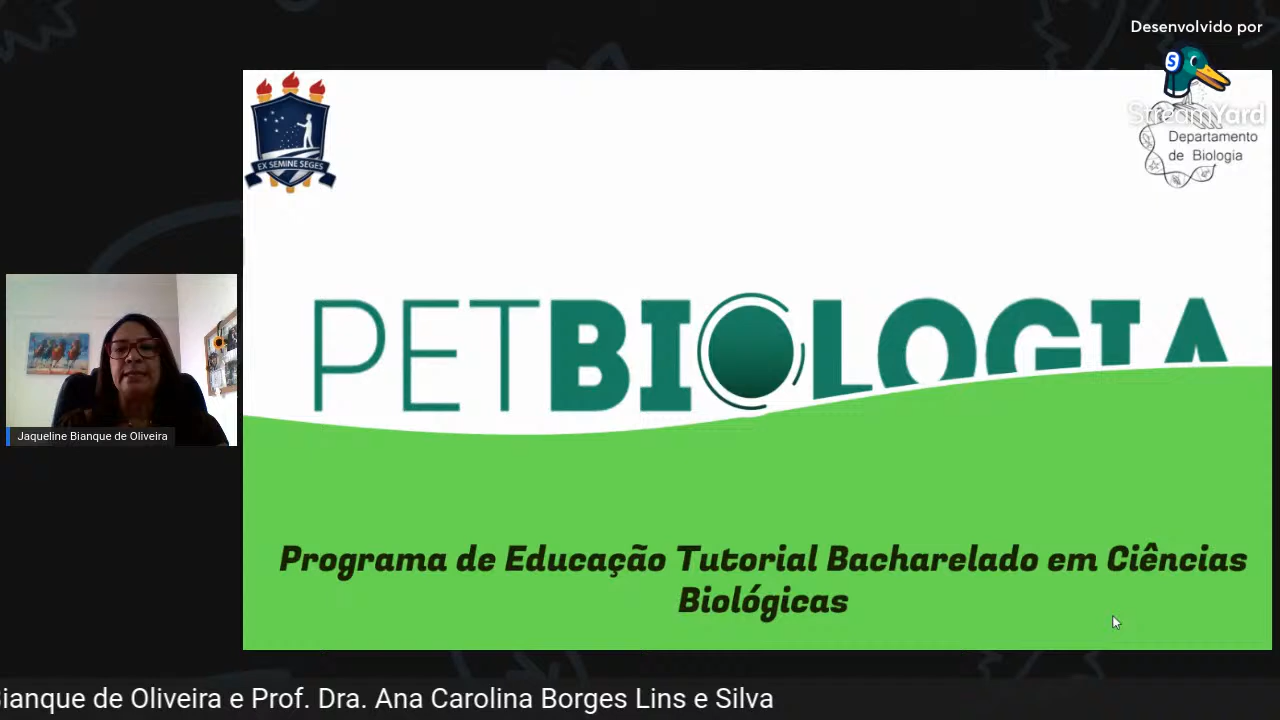 Desenvolvido por
StreamYard
EX SEMINE SEGES
Departamento
de Biologia
PETBIOLOGIA
Jaqueline Bianque de Oliveira
Programa de Educação Tutorial Bacharelado em Ciências
Biológicas
Bianque de Oliveira e Prof. Dra. Ana Carolina Borges Lins e Silva